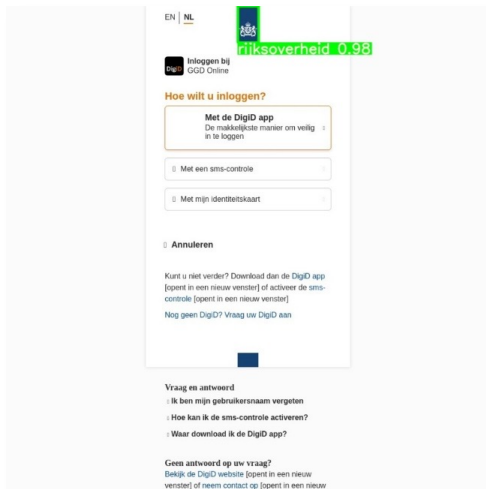 EN | NL
rijksoverheid 0.98
DigiD
Inloggen bij
GGD Online
Hoe wilt u inloggen?
Met de DigiD app
De makkelijkste manier om veilig
in te loggen
Met een sms-controle
Met mijn identiteitskaart
Annuleren
Kunt u niet verder? Download dan de DigiD app
[opent in een nieuw venster] of activeer de sms-
controle [opent in een nieuw venster]
Nog geen DigiD? Vraag uw DigiD aan
Vraag en antwoord
Ik ben mijn gebruikersnaam vergeten
Hoe kan ik de sms-controle activeren?
Waar download ik de DigiD app?
Geen antwoord op uw vraag?
Bekijk de DigiD website [opent in een nieuw
venster] of neem contact op [opent in een nieuw